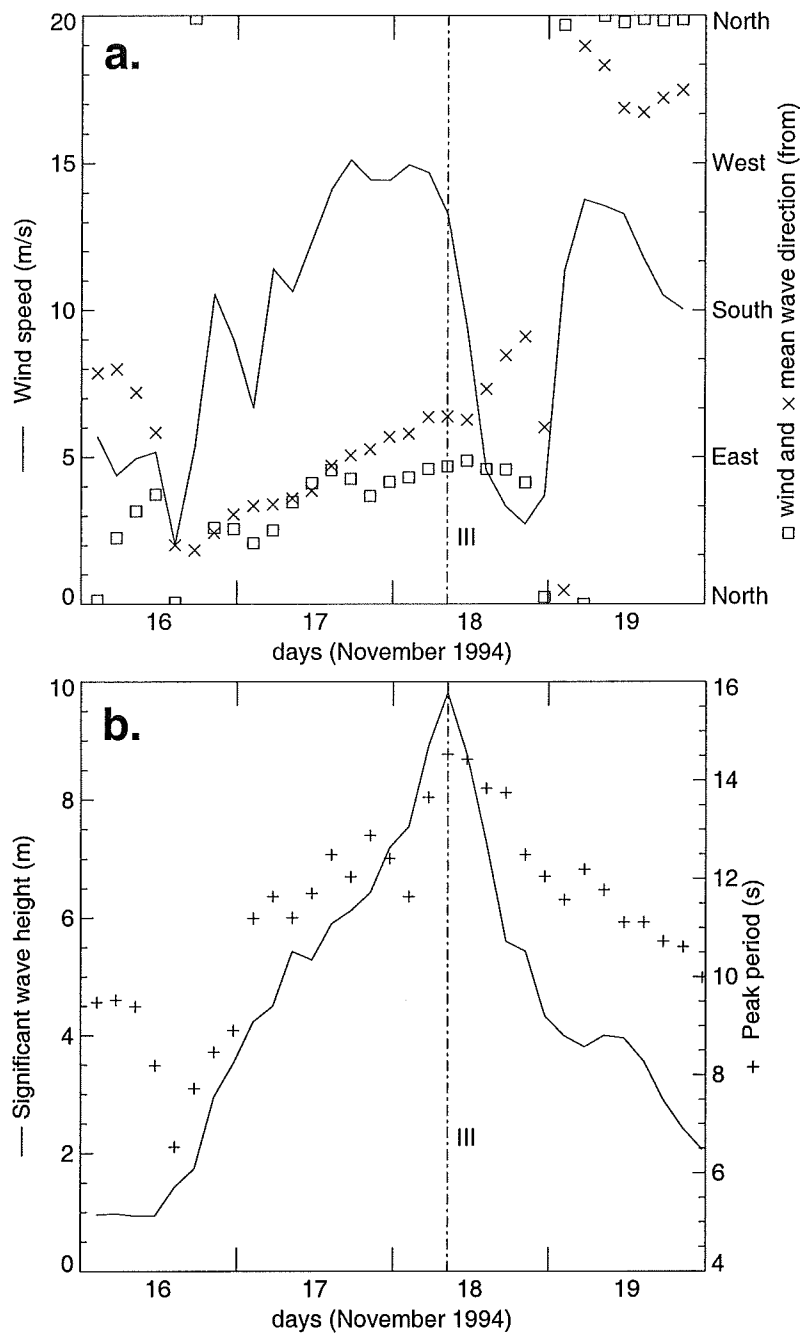 a.
20
15
10
5
0
Wind speed (m/s)
North
West
South
East
North
□ wind and × mean wave direction (from)
III
16 17 18 19
days (November 1994)
b.
10
8
6
4
2
0
Significant wave height (m)
16
14
12
10
8
6
4
+ Peak period (s)
III
16 17 18 19
days (November 1994)